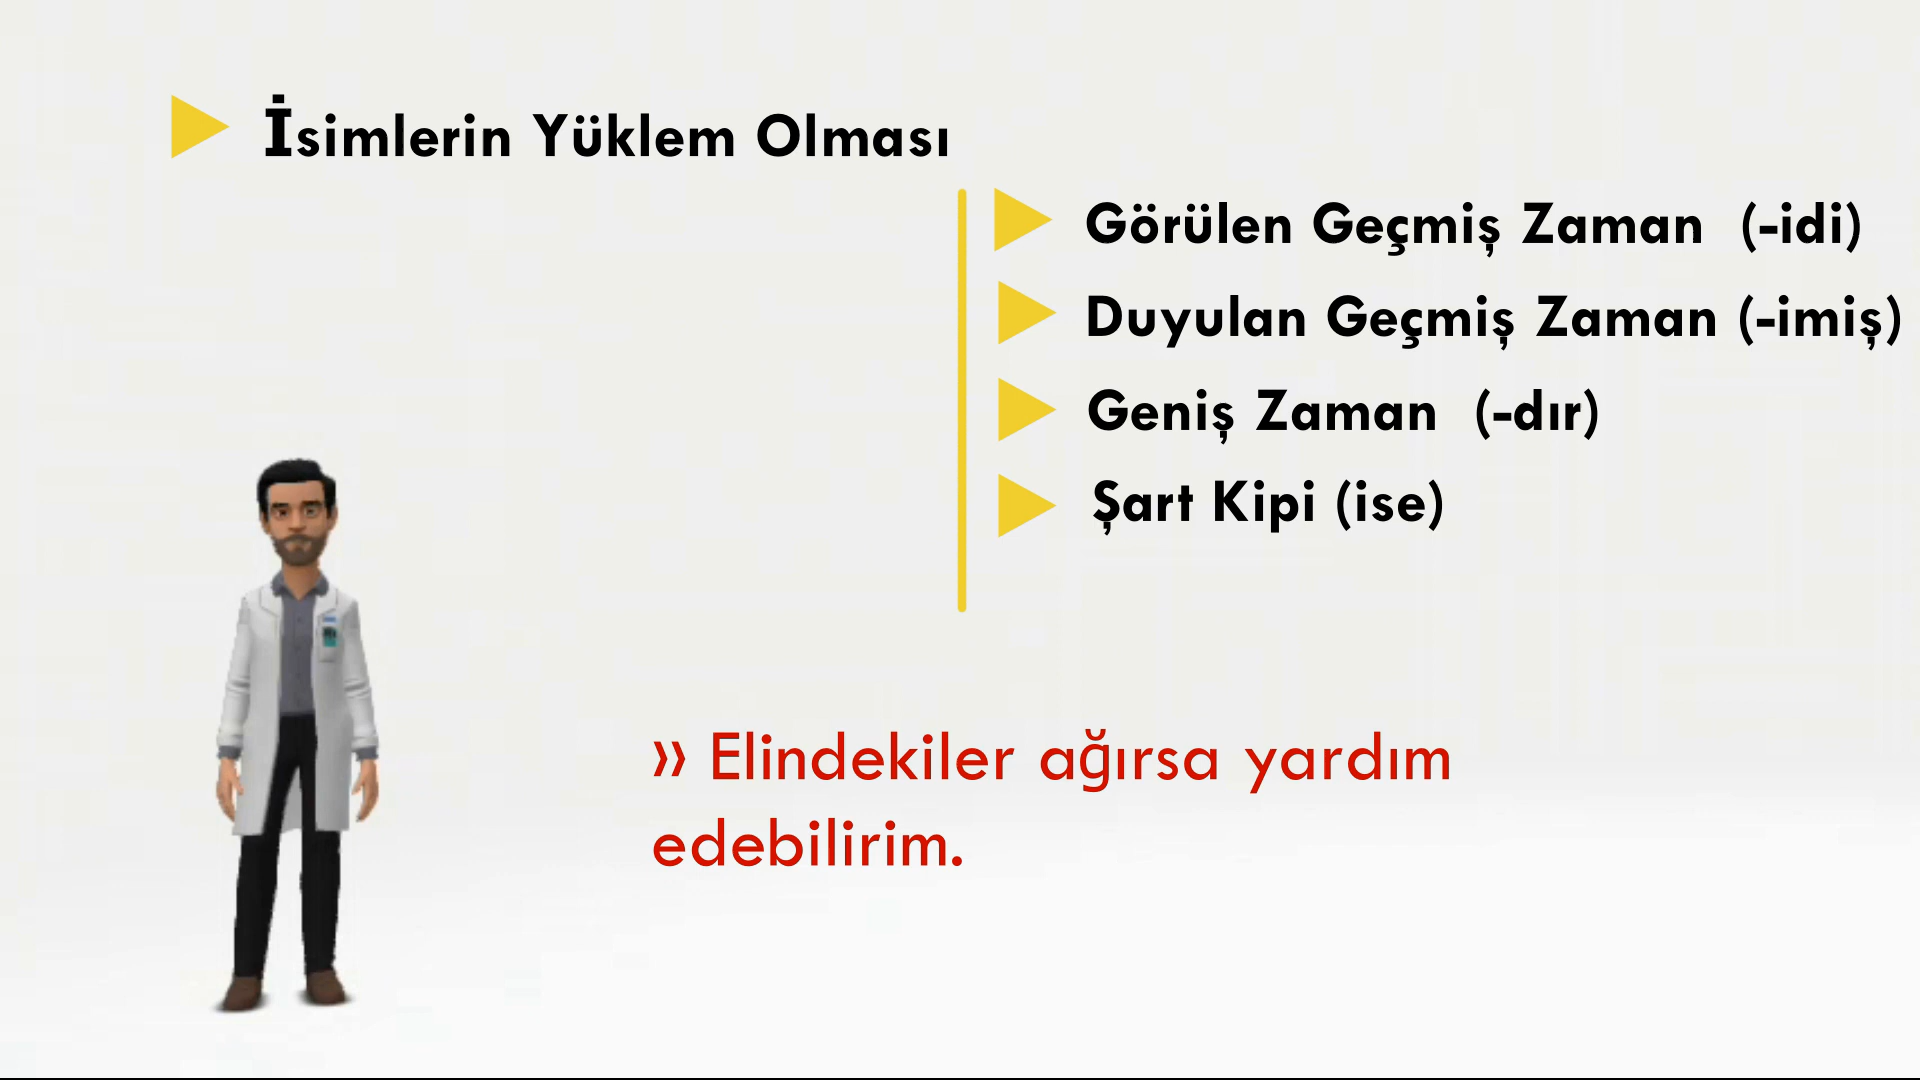 İsimlerin Yüklem Olması
Görülen Geçmiş Zaman (-idi)
Duyulan Geçmiş Zaman (-imiş)
Geniş Zaman (-dır)
Şart Kipi (ise)
» Elindekiler ağırsa yardım
edebilirim.